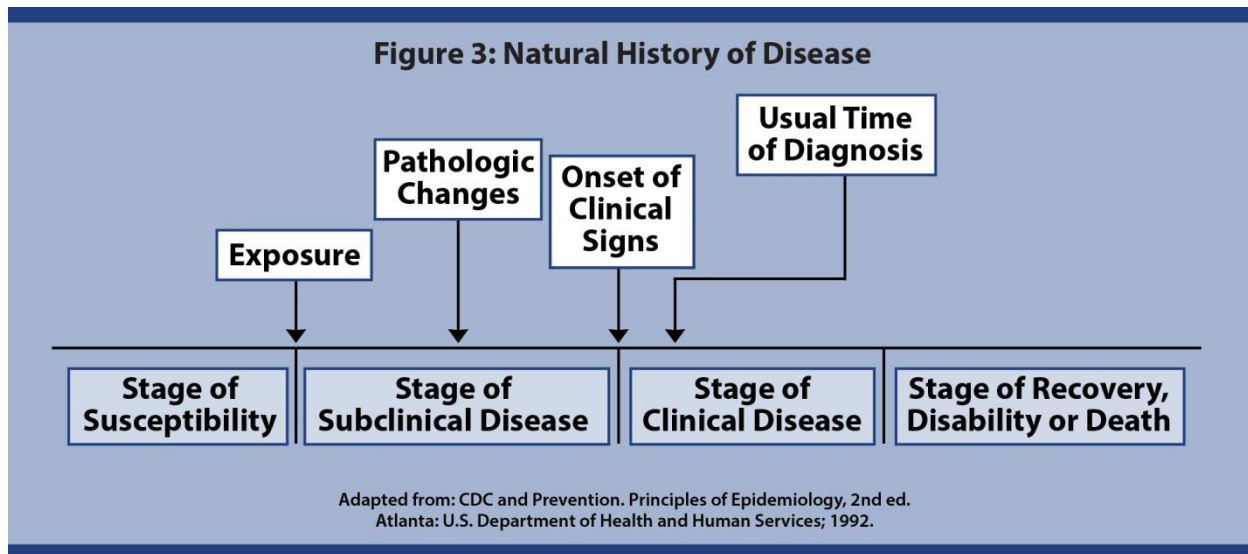 Figure 3: Natural History of Disease
Usual Time
of Diagnosis
Pathologic
Changes
Onset of
Clinical
Signs
Exposure
Stage of
Susceptibility
Stage of
Subclinical Disease
Stage of
Clinical Disease
Stage of Recovery,
Disability or Death
Adapted from: CDC and Prevention. Principles of Epidemiology, 2nd ed.
Atlanta: U.S. Department of Health and Human Services; 1992.